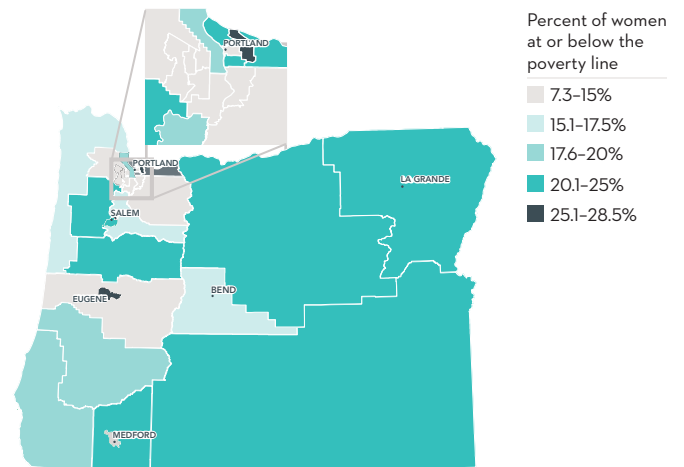 Percent of women
at or below the
poverty line
7.3–15%
15.1–17.5%
17.6–20%
20.1–25%
25.1–28.5%
PORTLAND
PORTLAND
LA GRANDE
SALEM
BEND
EUGENE
MEDFORD